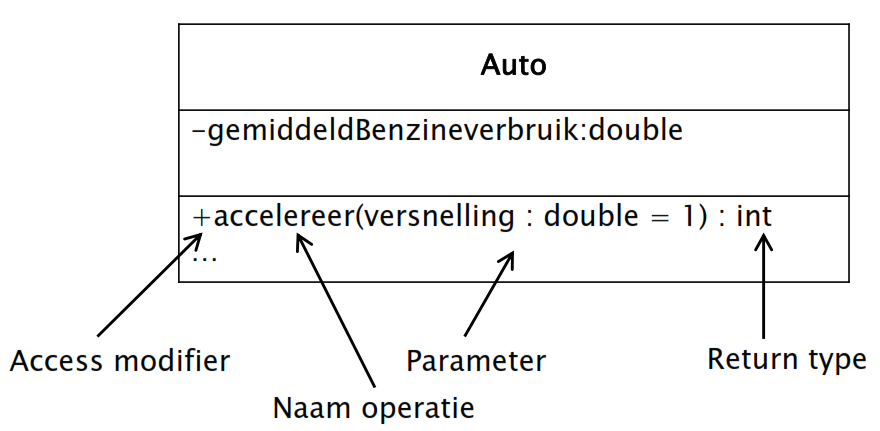 Auto
-gemiddeldBenzineverbruik:double
+accelereer(versnelling : double = 1) : int
...
Access modifier
Parameter
Return type
Naam operatie